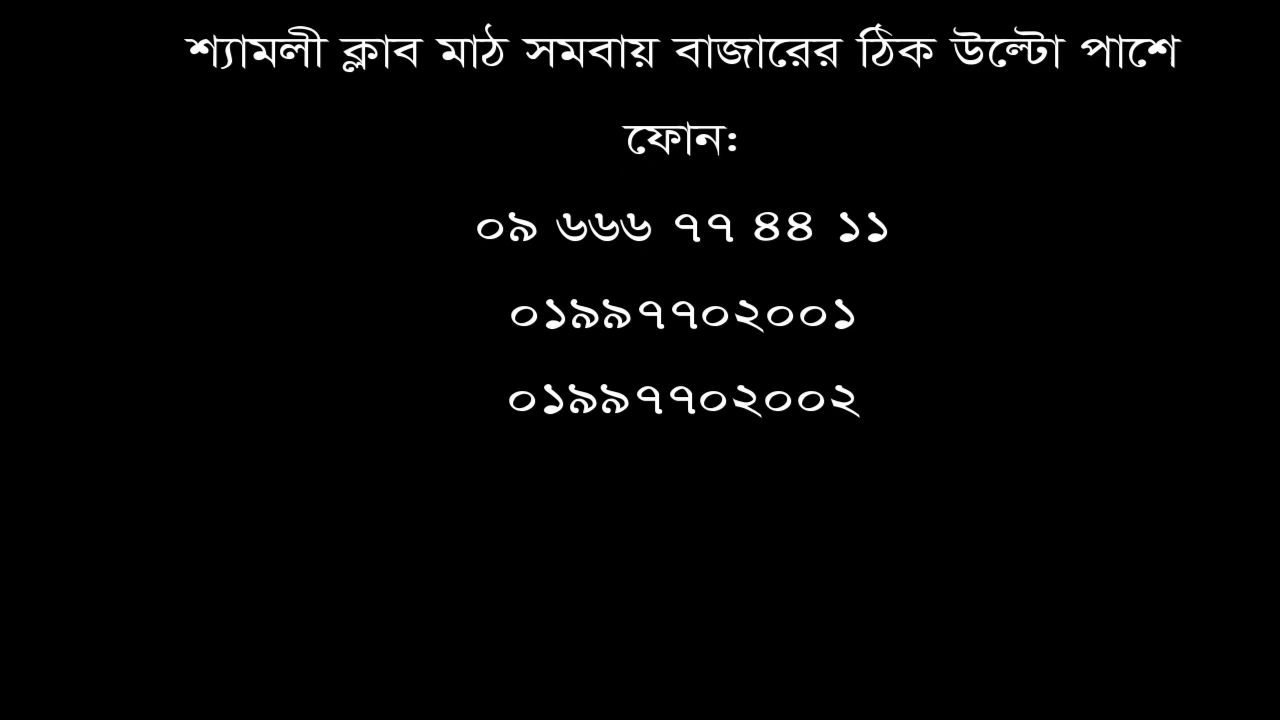 শ্যামলী ক্লাব মাঠ সমবায় বাজারের ঠিক উল্টো পাশে
ফোন:
০৯ ৬৬৬ ৭৭ ৪৪ ১১
০১৯৯৭৭০২০০১
০১৯৯৭৭০২০০২